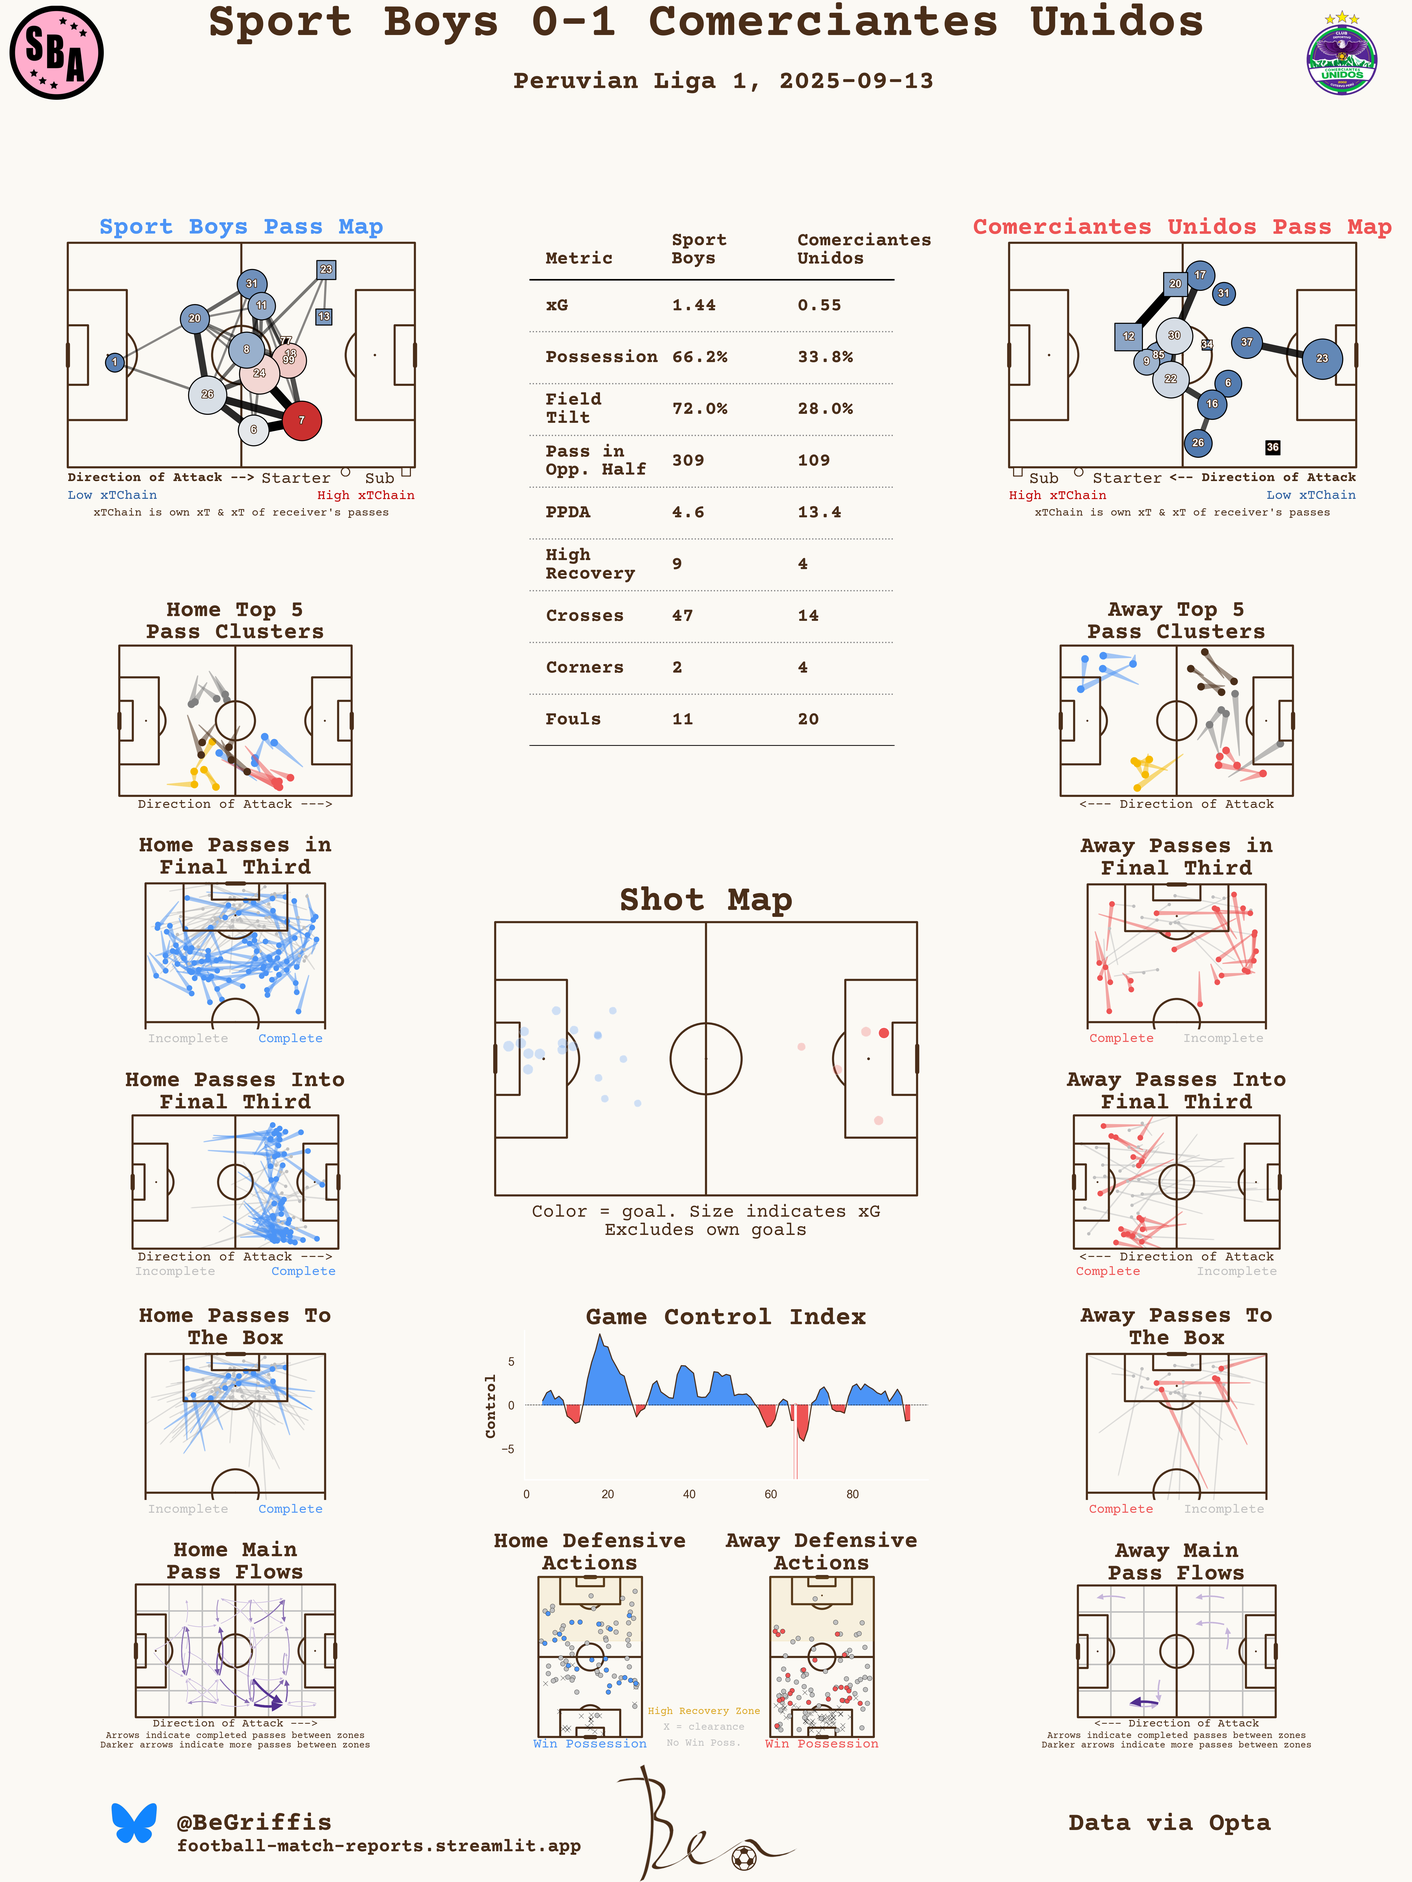 Sport Boys 0-1 Comerciantes Unidos
Peruvian Liga 1, 2025-09-13
SBA
CLUB
DEPORTIVO
COMERCIANTES
UNIDOS
Sport Boys Pass Map
23
31
11
20
13
77
1
8
18
99
24
26
7
6
Direction of Attack --> Starter Sub
Low xTChain High xTChain
xTChain is own xT & xT of receiver's passes
Metric Sport Boys Comerciantes Unidos
xG 1.44 0.55
Possession 66.2% 33.8%
Field Tilt 72.0% 28.0%
Pass in Opp. Half 309 109
PPDA 4.6 13.4
High Recovery 9 4
Crosses 47 14
Corners 2 4
Fouls 11 20
Comerciantes Unidos Pass Map
17
20
31
12
30
34
37
85
9
23
22
6
16
26
36
Sub Starter <-- Direction of Attack
High xTChain Low xTChain
xTChain is own xT & xT of receiver's passes
Home Top 5
Pass Clusters
Direction of Attack --->
Away Top 5
Pass Clusters
<--- Direction of Attack
Home Passes in
Final Third
Incomplete Complete
Away Passes in
Final Third
Complete Incomplete
Shot Map
Color = goal. Size indicates xG
Excludes own goals
Home Passes Into
Final Third
Direction of Attack --->
Incomplete Complete
Away Passes Into
Final Third
<--- Direction of Attack
Complete Incomplete
Home Passes To
The Box
Incomplete Complete
Game Control Index
Control
5
0
−5
0 20 40 60 80
Away Passes To
The Box
Complete Incomplete
Home Main
Pass Flows
Direction of Attack --->
Arrows indicate completed passes between zones
Darker arrows indicate more passes between zones
Home Defensive
Actions
Win Possession
High Recovery Zone
X = clearance
No Win Poss.
Away Defensive
Actions
Win Possession
Away Main
Pass Flows
<--- Direction of Attack
Arrows indicate completed passes between zones
Darker arrows indicate more passes between zones
@BeGriffis
football-match-reports.streamlit.app
Ben
Data via Opta